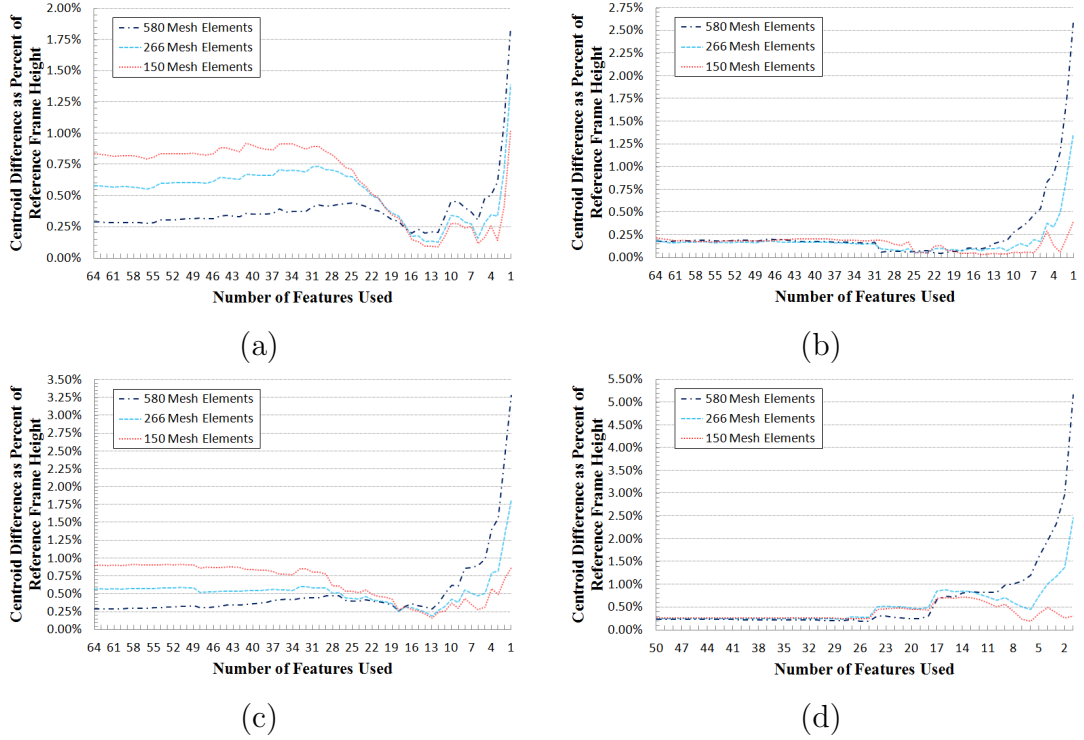 Centroid Difference as Percent of
Reference Frame Height
2.00%
1.75%
1.50%
1.25%
1.00%
0.75%
0.50%
0.25%
0.00%
580 Mesh Elements
266 Mesh Elements
150 Mesh Elements
64 61 58 55 52 49 46 43 40 37 34 31 28 25 22 19 16 13 10 7 4 1
Number of Features Used
(a)
Centroid Difference as Percent of
Reference Frame Height
2.75%
2.50%
2.25%
2.00%
1.75%
1.50%
1.25%
1.00%
0.75%
0.50%
0.25%
0.00%
580 Mesh Elements
266 Mesh Elements
150 Mesh Elements
64 61 58 55 52 49 46 43 40 37 34 31 28 25 22 19 16 13 10 7 4 1
Number of Features Used
(b)
Centroid Difference as Percent of
Reference Frame Height
3.50%
3.25%
3.00%
2.75%
2.50%
2.25%
2.00%
1.75%
1.50%
1.25%
1.00%
0.75%
0.50%
0.25%
0.00%
580 Mesh Elements
266 Mesh Elements
150 Mesh Elements
64 61 58 55 52 49 46 43 40 37 34 31 28 25 22 19 16 13 10 7 4 1
Number of Features Used
(c)
Centroid Difference as Percent of
Reference Frame Height
5.50%
5.00%
4.50%
4.00%
3.50%
3.00%
2.50%
2.00%
1.50%
1.00%
0.50%
0.00%
580 Mesh Elements
266 Mesh Elements
150 Mesh Elements
50 47 44 41 38 35 32 29 26 23 20 17 14 11 8 5 2
Number of Features Used
(d)